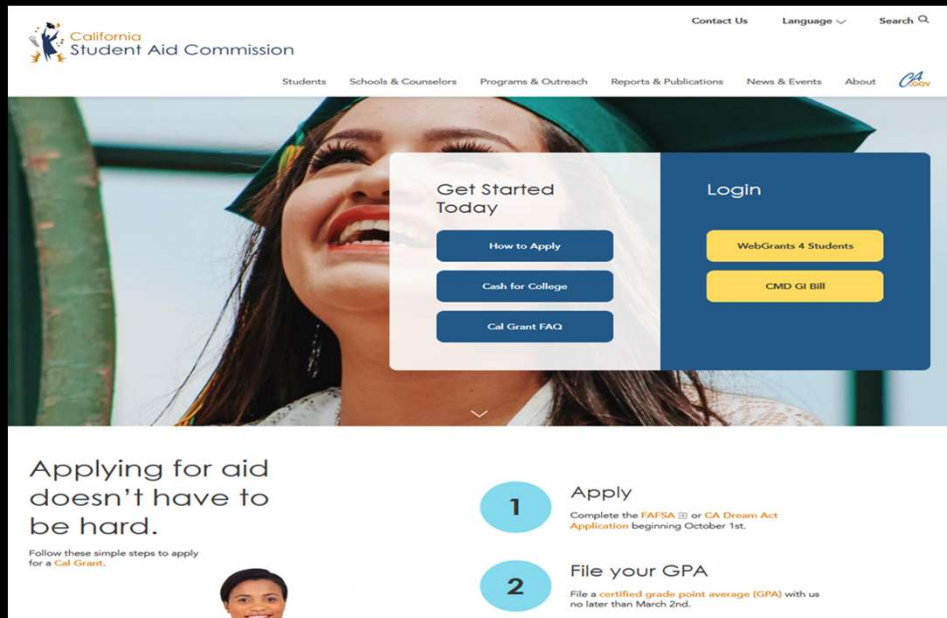 Contact Us Language Search
California
Student Aid Commission
Students Schools & Counselors Programs & Outreach Reports & Publications News & Events About CA.GOV
Get Started
Today
How to Apply
Cash for College
Cal Grant FAQ
Login
WebGrants 4 Students
CMD GI Bill
Applying for aid
doesn't have to
be hard.
Follow these simple steps to apply
for a Cal Grant.
1
Apply
Complete the FAFSA or CA Dream Act
Application beginning October 1st.
2
File your GPA
File a certified grade point average (GPA) with us
no later than March 2nd.